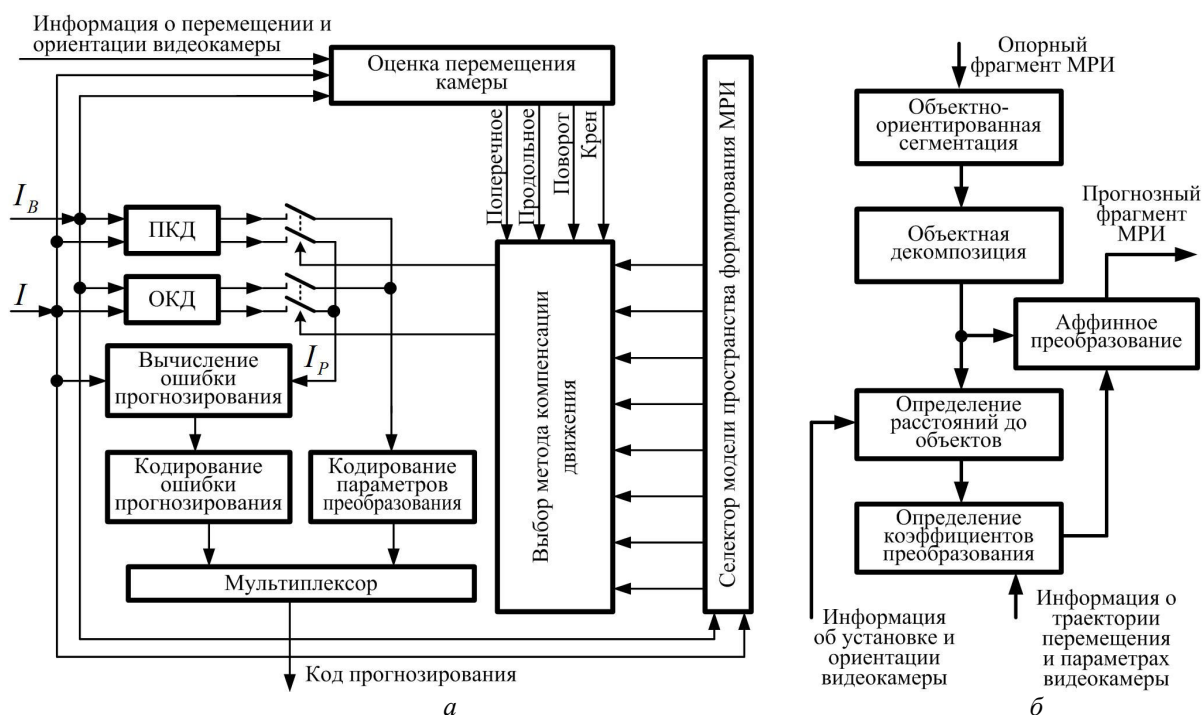 Информация о перемещении и
ориентации видеокамеры
Оценка перемещения
камеры
Поперечное
Продольное
Поворот
Крен
I_B
ПКД
I
ОКД
I_P
Вычисление
ошибки
прогнозирования
Кодирование
ошибки
прогнозирования
Кодирование
параметров
преобразования
Мультиплексор
Код прогнозирования
Выбор метода компенсации
движения
Селектор модели пространства формирования МРИ
а
Опорный
фрагмент МРИ
Объектно-
ориентированная
сегментация
Объектная
декомпозиция
Прогнозный
фрагмент
МРИ
Аффинное
преобразование
Определение
расстояний до
объектов
Определение
коэффициентов
преобразования
Информация
об установке и
ориентации
видеокамеры
Информация о
траектории
перемещения
и параметрах
видеокамеры
б